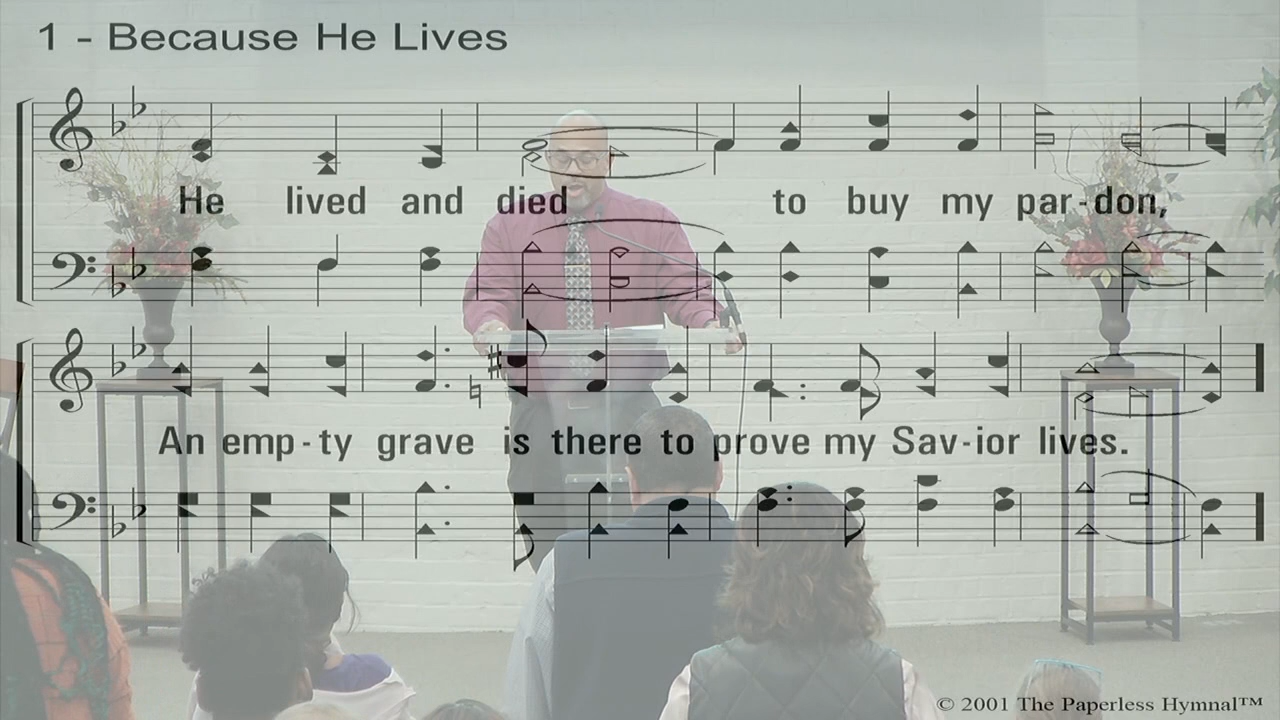 1 - Because He Lives
He lived and died to buy my par-don,
An emp-ty grave is there to prove my Sav-ior lives.
© 2001 The Paperless Hymnal™